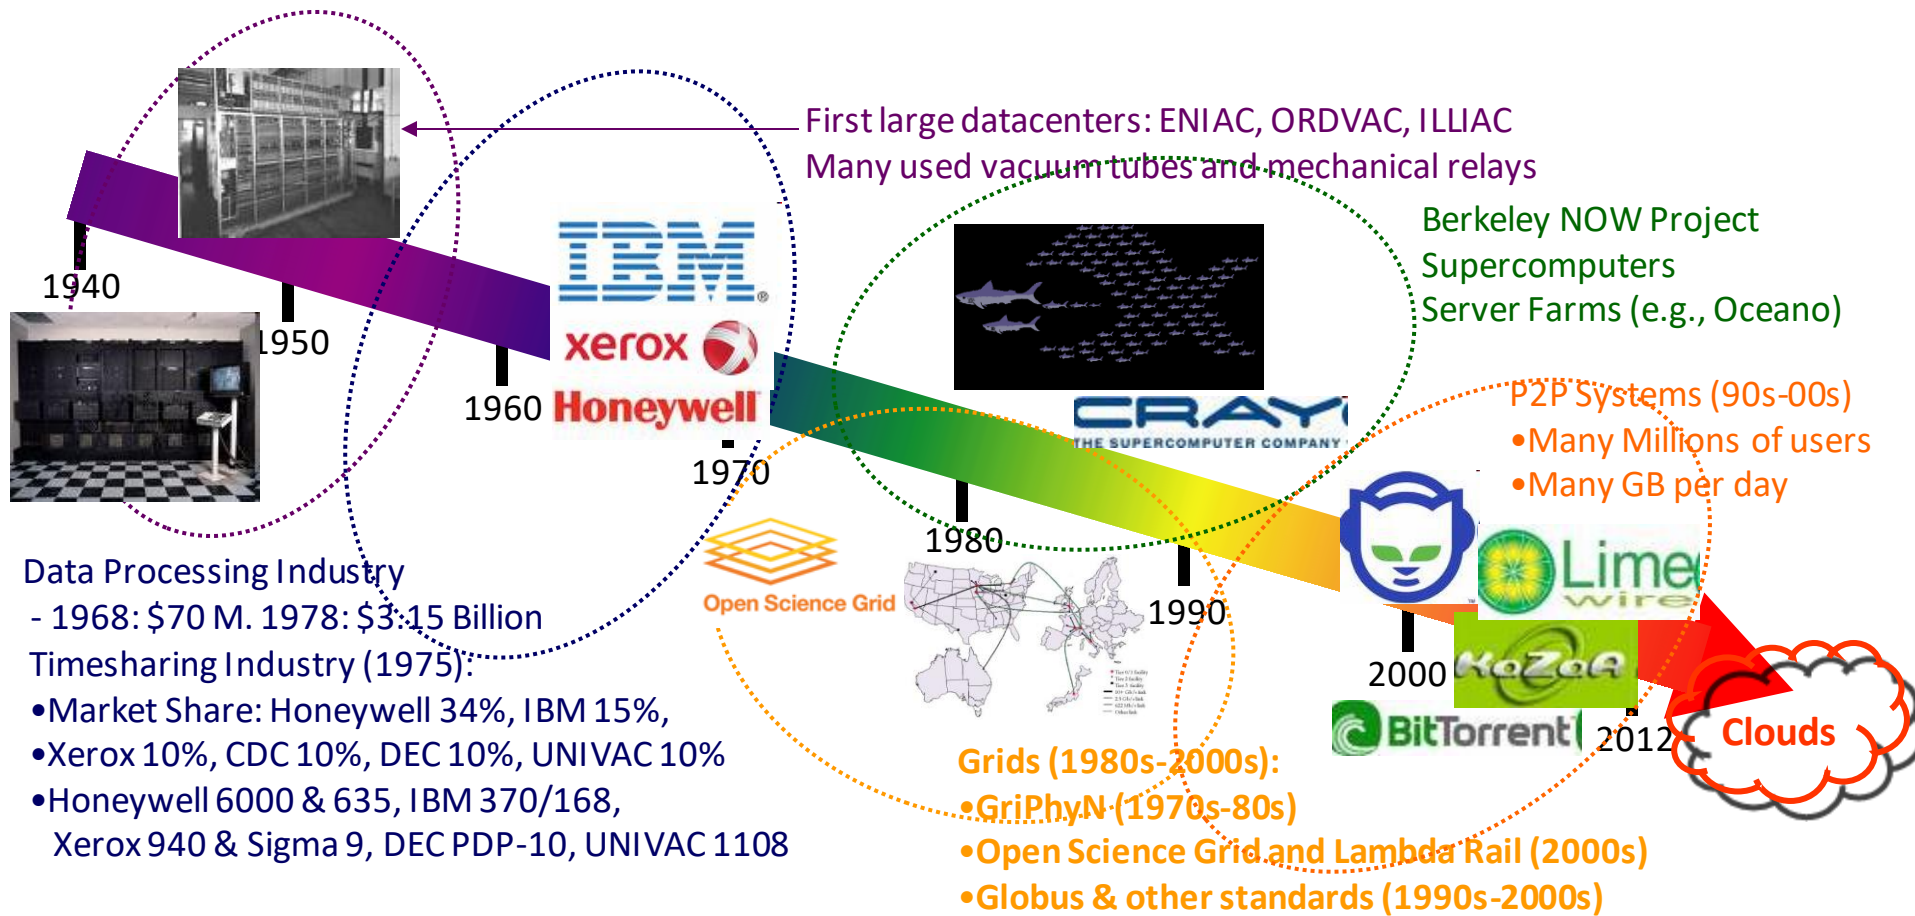 First large datacenters: ENIAC, ORDVAC, ILLIAC
Many used vacuum tubes and mechanical relays
Berkeley NOW Project
Supercomputers
Server Farms (e.g., Oceano)
1940
1950
1960
1970
1980
1990
2000
2012
IBM
®
xerox
Honeywell
CRAY
THE SUPERCOMPUTER COMPANY
P2P Systems (90s-00s)
•Many Millions of users
•Many GB per day
Lime
wire
KaZaA
BitTorrent
Clouds
Open Science Grid
Data Processing Industry
- 1968: $70 M. 1978: $3.15 Billion
Timesharing Industry (1975):
•Market Share: Honeywell 34%, IBM 15%,
•Xerox 10%, CDC 10%, DEC 10%, UNIVAC 10%
•Honeywell 6000 & 635, IBM 370/168,
Xerox 940 & Sigma 9, DEC PDP-10, UNIVAC 1108
Grids (1980s-2000s):
•GriPhyN (1970s-80s)
•Open Science Grid and Lambda Rail (2000s)
•Globus & other standards (1990s-2000s)